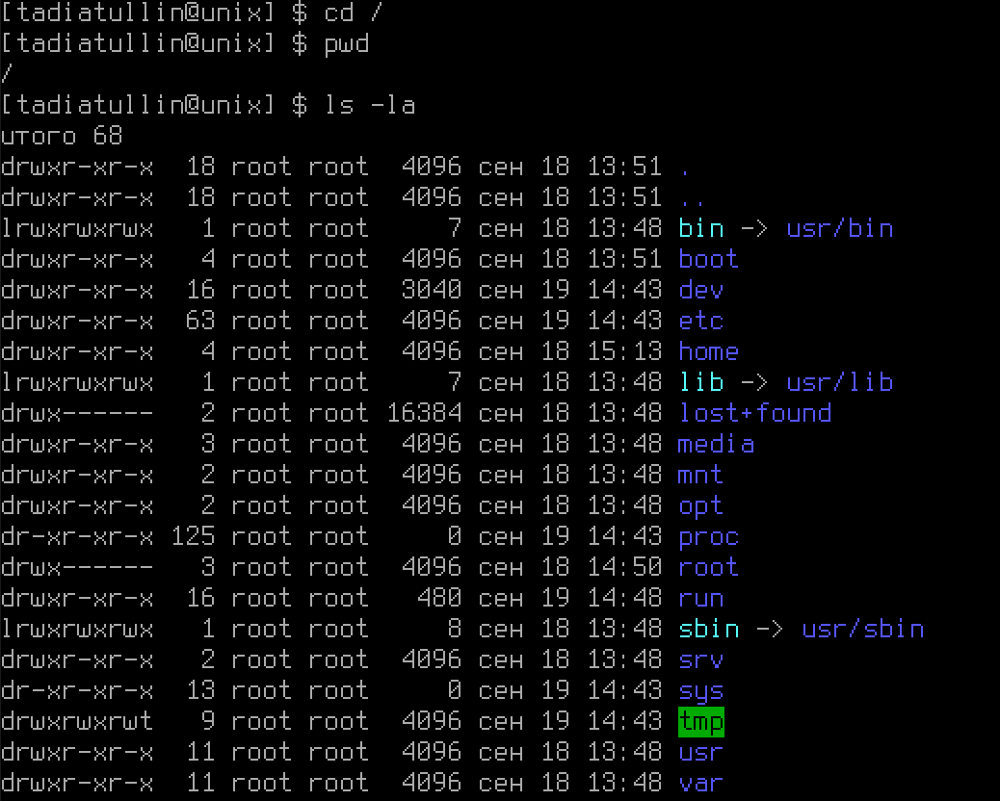 [tadiatullin@unix] $ cd /
[tadiatullin@unix] $ pwd
/
[tadiatullin@unix] $ ls -la
итого 68
drwxr-xr-x  18 root root  4096 сен 18 13:51 .
drwxr-xr-x  18 root root  4096 сен 18 13:51 ..
lrwxrwxrwx   1 root root     7 сен 18 13:48 bin -> usr/bin
drwxr-xr-x   4 root root  4096 сен 18 13:51 boot
drwxr-xr-x  16 root root  3040 сен 19 14:43 dev
drwxr-xr-x  63 root root  4096 сен 19 14:43 etc
drwxr-xr-x   4 root root  4096 сен 18 15:13 home
lrwxrwxrwx   1 root root     7 сен 18 13:48 lib -> usr/lib
drwx------   2 root root 16384 сен 18 13:48 lost+found
drwxr-xr-x   3 root root  4096 сен 18 13:48 media
drwxr-xr-x   2 root root  4096 сен 18 13:48 mnt
drwxr-xr-x   2 root root  4096 сен 18 13:48 opt
dr-xr-xr-x 125 root root     0 сен 19 14:43 proc
drwx------   3 root root  4096 сен 18 14:50 root
drwxr-xr-x  16 root root   480 сен 19 14:48 run
lrwxrwxrwx   1 root root     8 сен 18 13:48 sbin -> usr/sbin
drwxr-xr-x   2 root root  4096 сен 18 13:48 srv
dr-xr-xr-x  13 root root     0 сен 19 14:43 sys
drwxrwxrwt   9 root root  4096 сен 19 14:43 tmp
drwxr-xr-x  11 root root  4096 сен 18 13:48 usr
drwxr-xr-x  11 root root  4096 сен 18 13:48 var